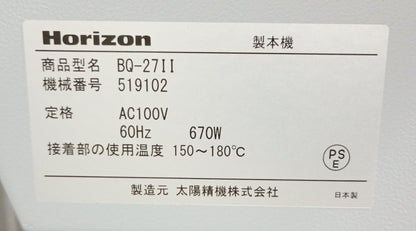 Horizon 製本機
商品型名 BQ-27II
機械番号 519102
定格 AC100V
60Hz 670W
接着部の使用温度 150～180℃
PS
E
製造元 太陽精機株式会社
日本製